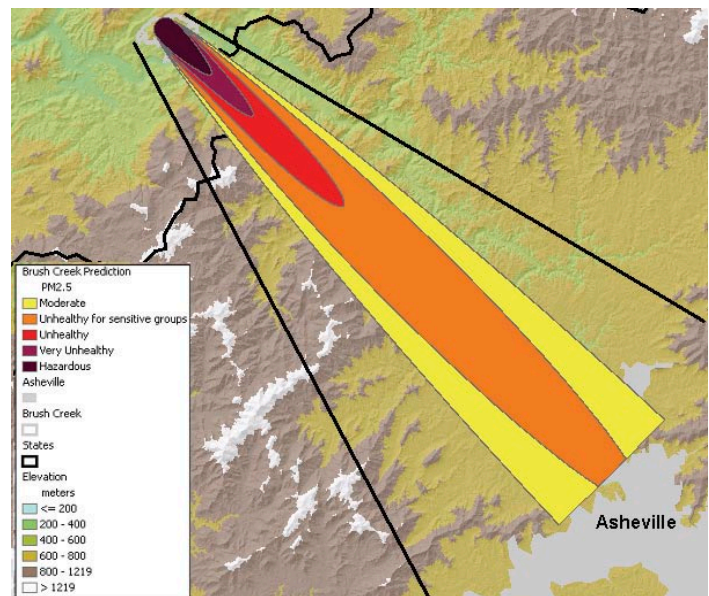 Brush Creek Prediction
PM2.5
Moderate
Unhealthy for sensitive groups
Unhealthy
Very Unhealthy
Hazardous
Asheville
Brush Creek
States
Elevation
meters
<= 200
200 - 400
400 - 600
600 - 800
800 - 1219
> 1219
Asheville